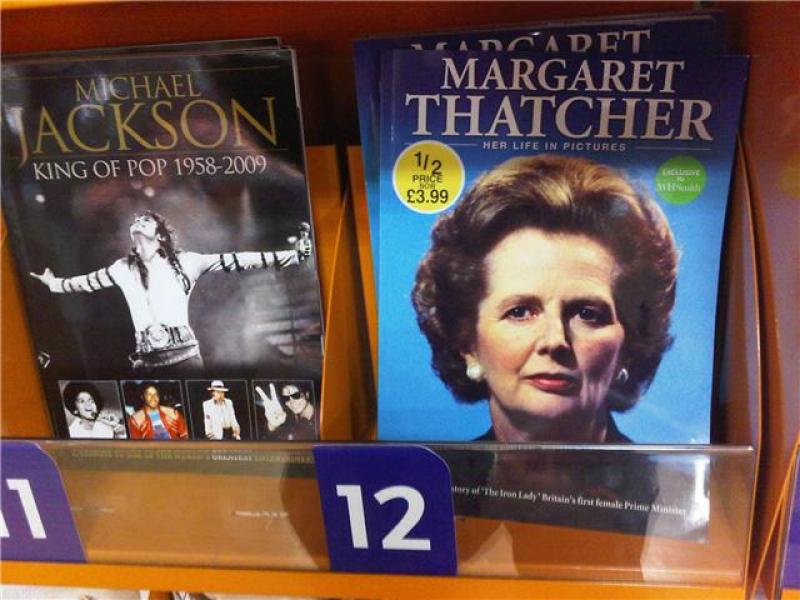 MICHAEL
JACKSON
KING OF POP 1958-2009
MARGARET
MARGARET
THATCHER
HER LIFE IN PICTURES
1/2
PRICE
NOW
£3.99
EXCLUSIVE
TO
WHSmith
11
12
story of 'The Iron Lady' Britain's first female Prime Minister